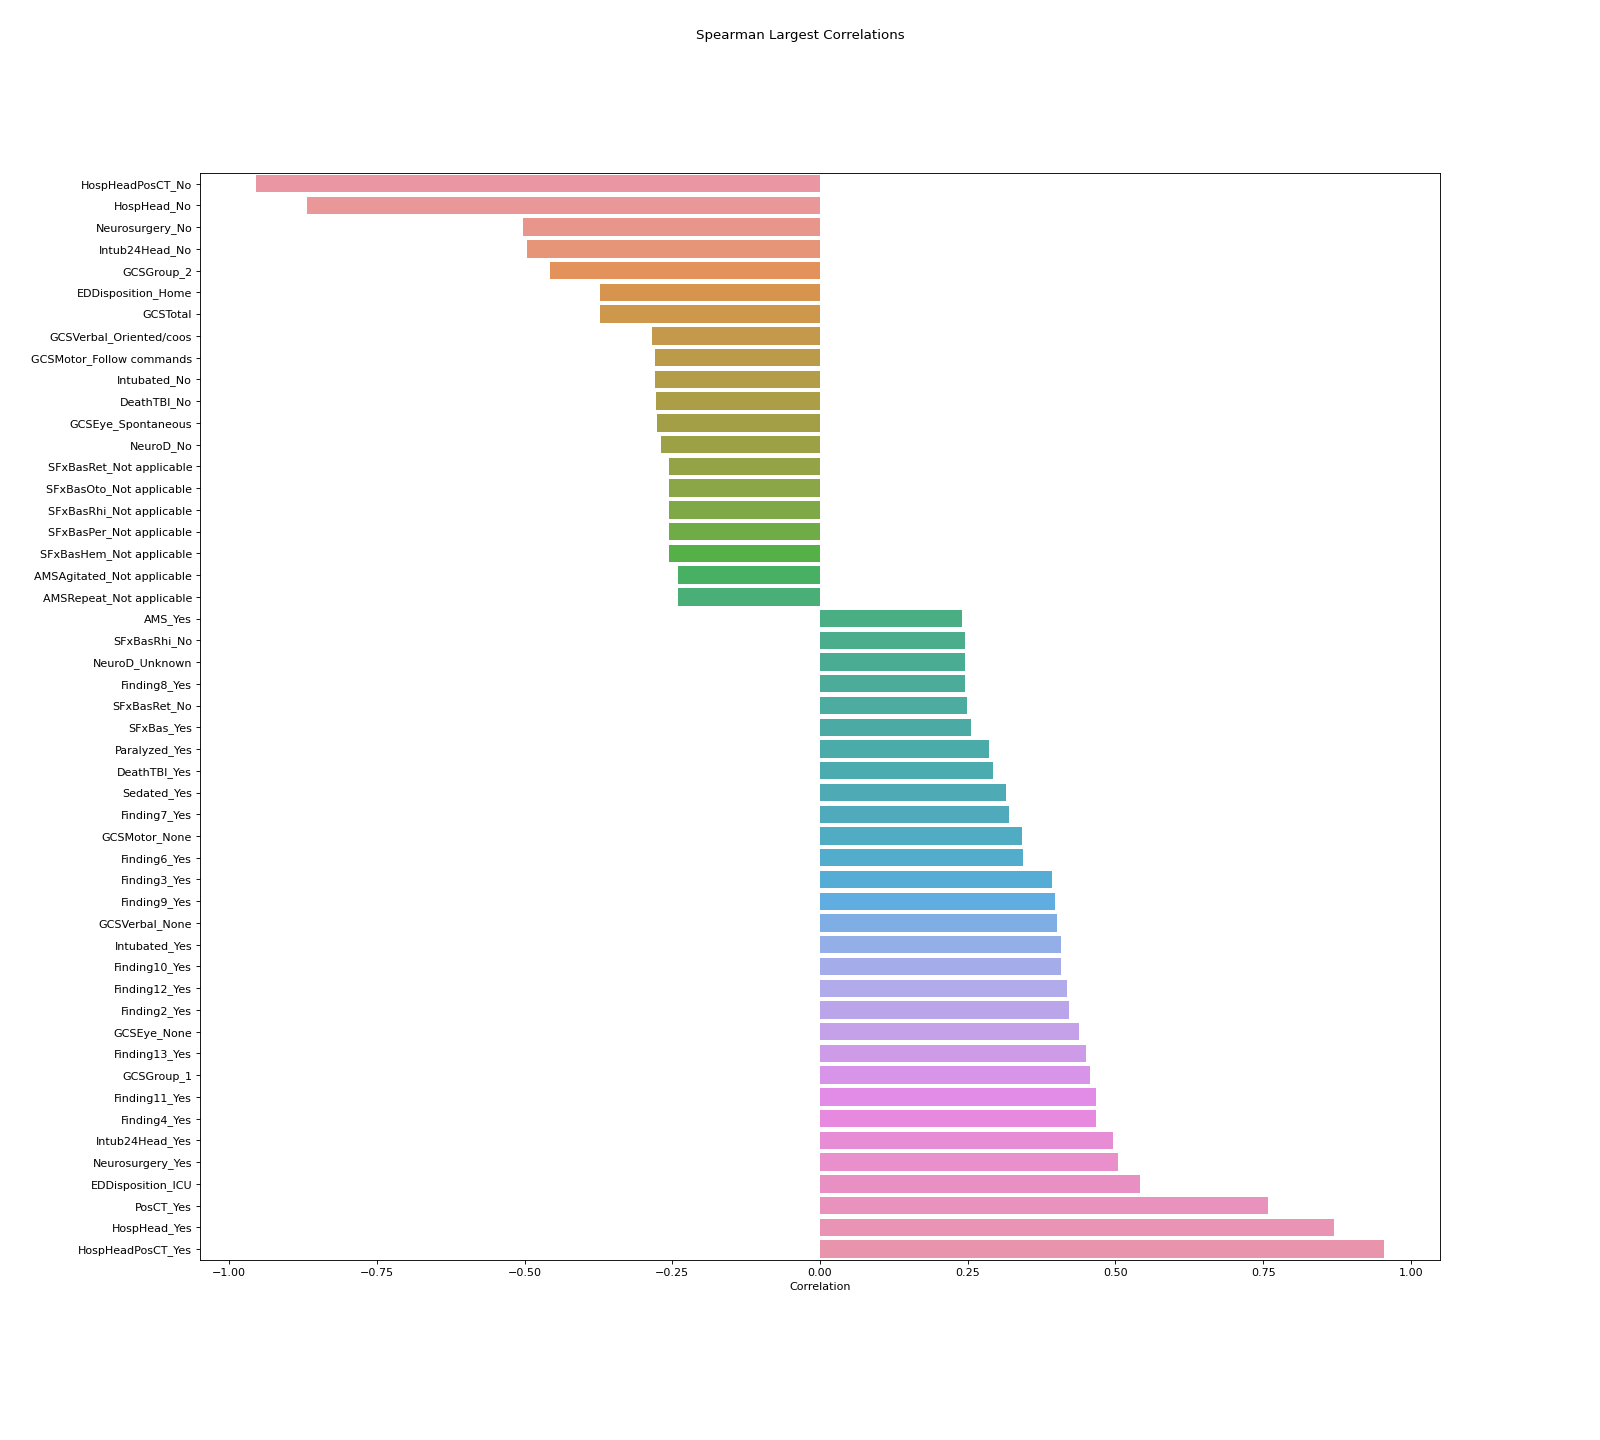 Spearman Largest Correlations
HospHeadPosCT_No
HospHead_No
Neurosurgery_No
Intub24Head_No
GCSGroup_2
EDDisposition_Home
GCSTotal
GCSVerbal_Oriented/coos
GCSMotor_Follow commands
Intubated_No
DeathTBI_No
GCSEye_Spontaneous
NeuroD_No
SFxBasRet_Not applicable
SFxBasOto_Not applicable
SFxBasRhi_Not applicable
SFxBasPer_Not applicable
SFxBasHem_Not applicable
AMSAgitated_Not applicable
AMSRepeat_Not applicable
AMS_Yes
SFxBasRhi_No
NeuroD_Unknown
Finding8_Yes
SFxBasRet_No
SFxBas_Yes
Paralyzed_Yes
DeathTBI_Yes
Sedated_Yes
Finding7_Yes
GCSMotor_None
Finding6_Yes
Finding3_Yes
Finding9_Yes
GCSVerbal_None
Intubated_Yes
Finding10_Yes
Finding12_Yes
Finding2_Yes
GCSEye_None
Finding13_Yes
GCSGroup_1
Finding11_Yes
Finding4_Yes
Intub24Head_Yes
Neurosurgery_Yes
EDDisposition_ICU
PosCT_Yes
HospHead_Yes
HospHeadPosCT_Yes
−1.00 −0.75 −0.50 −0.25 0.00 0.25 0.50 0.75 1.00
Correlation